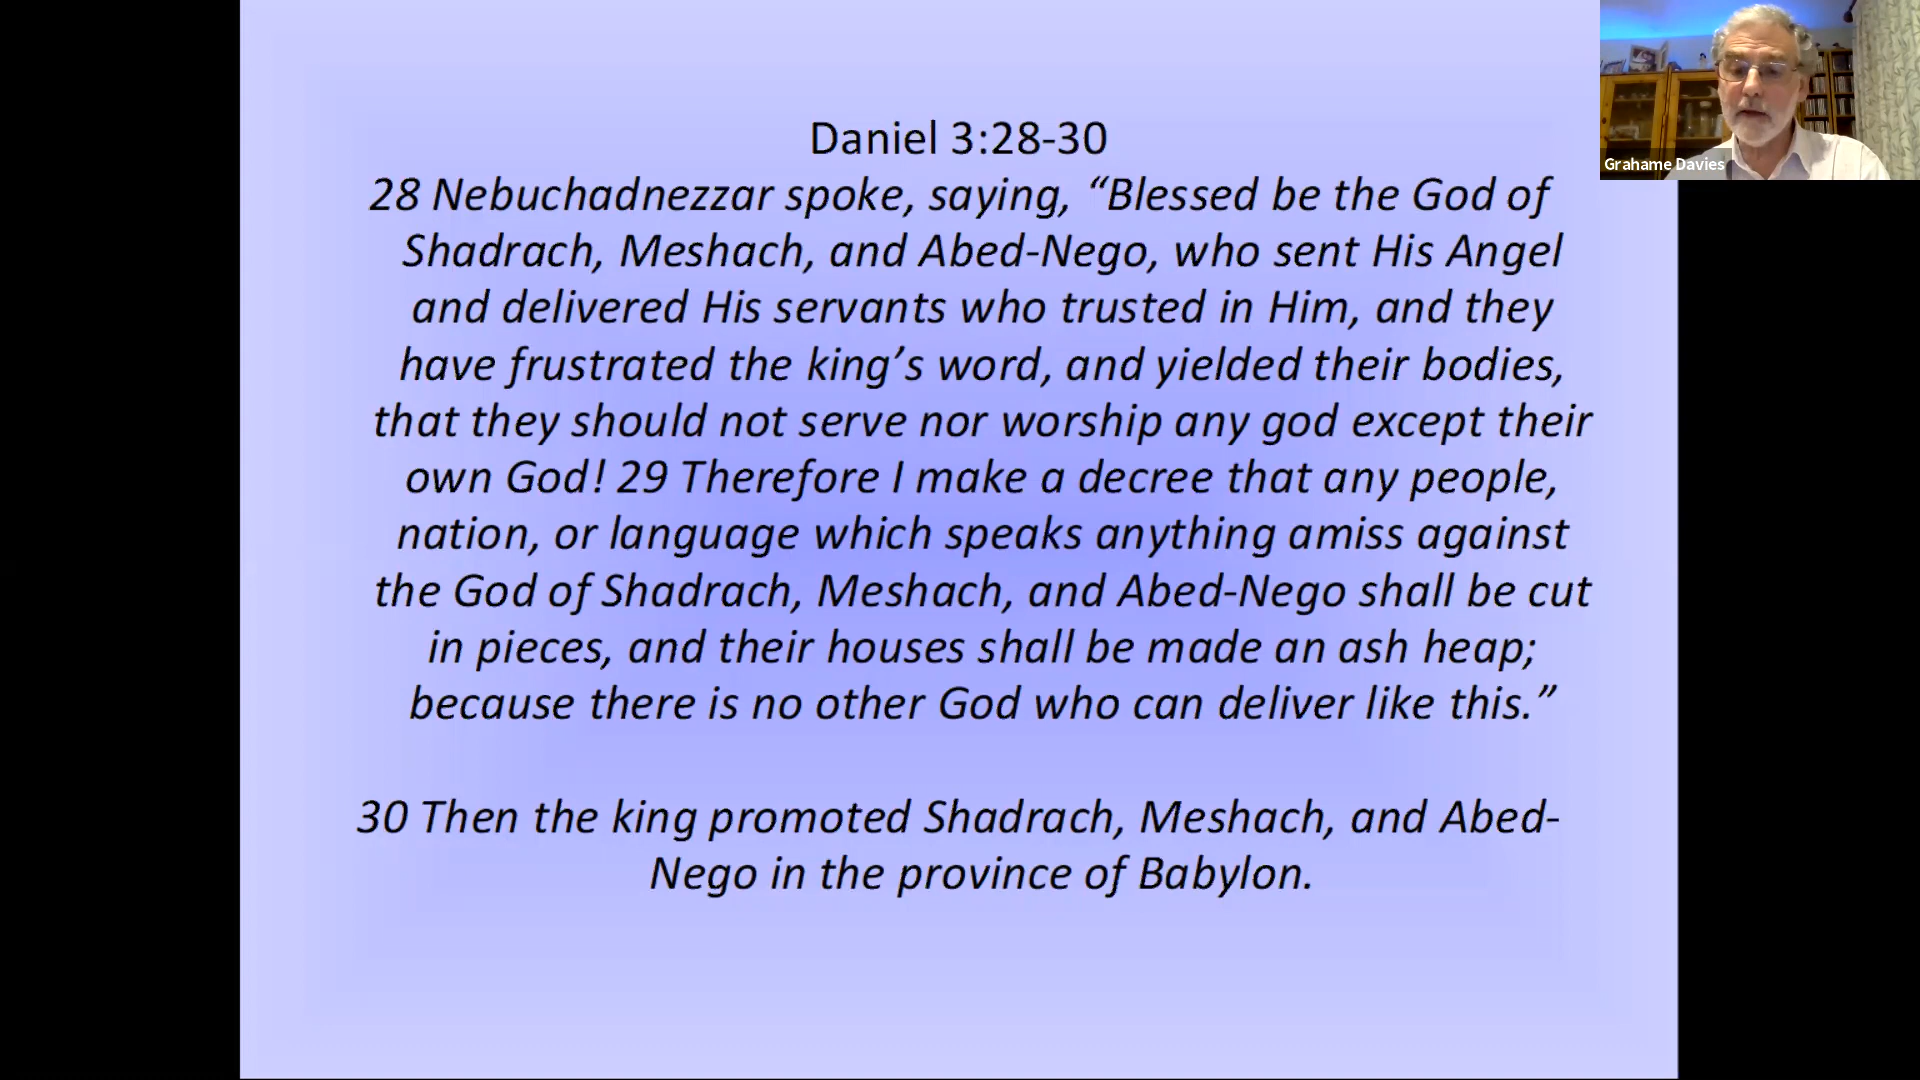 Daniel 3:28-30
28 Nebuchadnezzar spoke, saying, “Blessed be the God of
Shadrach, Meshach, and Abed-Nego, who sent His Angel
and delivered His servants who trusted in Him, and they
have frustrated the king’s word, and yielded their bodies,
that they should not serve nor worship any god except their
own God! 29 Therefore I make a decree that any people,
nation, or language which speaks anything amiss against
the God of Shadrach, Meshach, and Abed-Nego shall be cut
in pieces, and their houses shall be made an ash heap;
because there is no other God who can deliver like this.”
30 Then the king promoted Shadrach, Meshach, and Abed-
Nego in the province of Babylon.
Grahame Davies